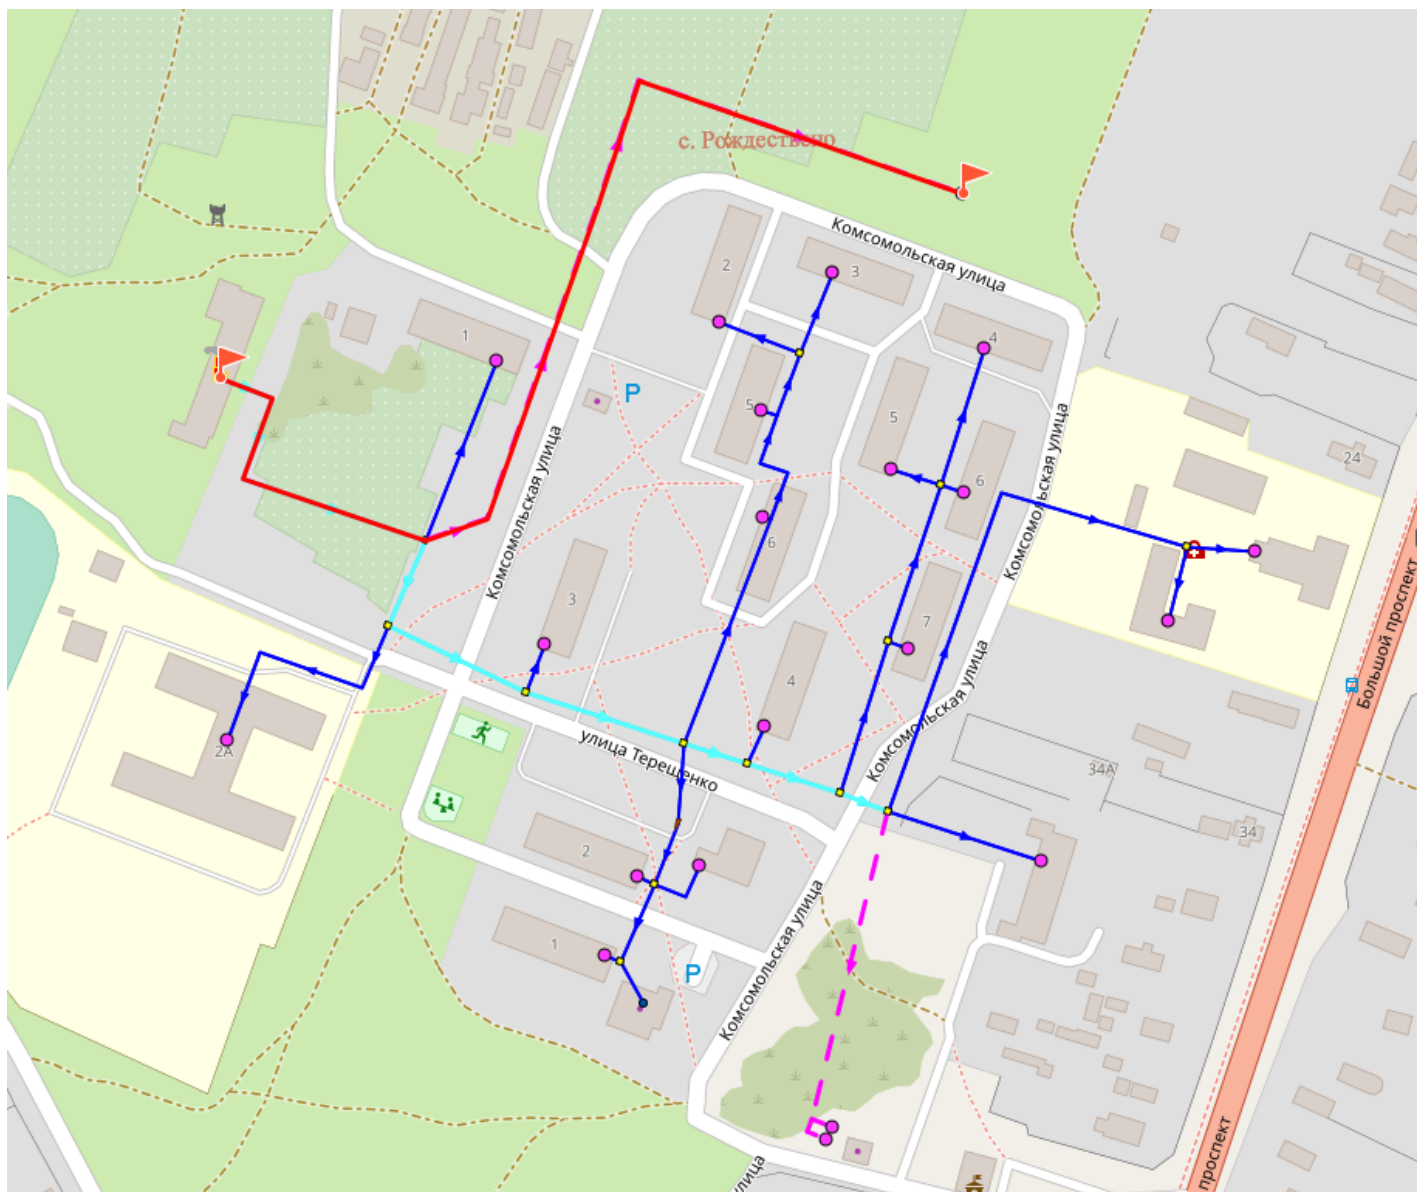 с. Рождествено
Комсомольская улица
2
3
4
1
P
5
5
6
24
Комсомольская улица
Комсомольская улица
6
3
7
4
Комсомольская улица
Большой проспект
улица Терещенко
2А
34А
34
2
1
P
Комсомольская улица
проспект
улица